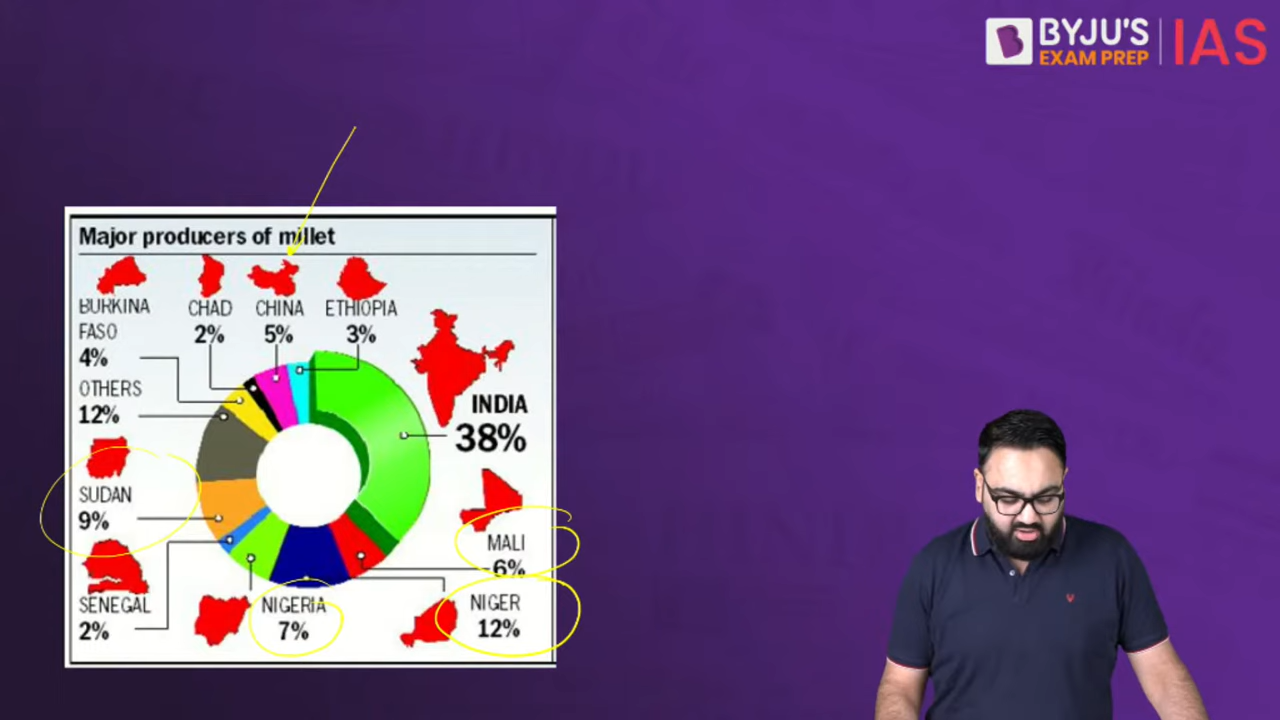 BYJU'S
EXAM PREP
IAS
Major producers of millet
BURKINA
FASO
4%
CHAD
2%
CHINA
5%
ETHIOPIA
3%
OTHERS
12%
INDIA
38%
SUDAN
9%
MALI
6%
SENEGAL
2%
NIGERIA
7%
NIGER
12%